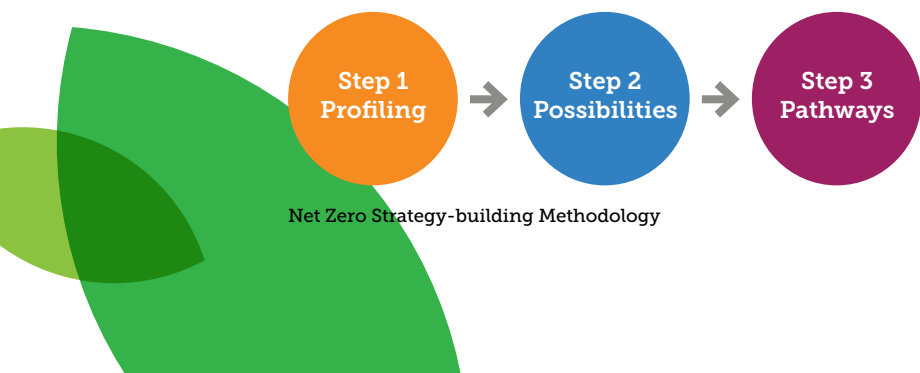 Step 1
Profiling
Step 2
Possibilities
Step 3
Pathways
Net Zero Strategy-building Methodology